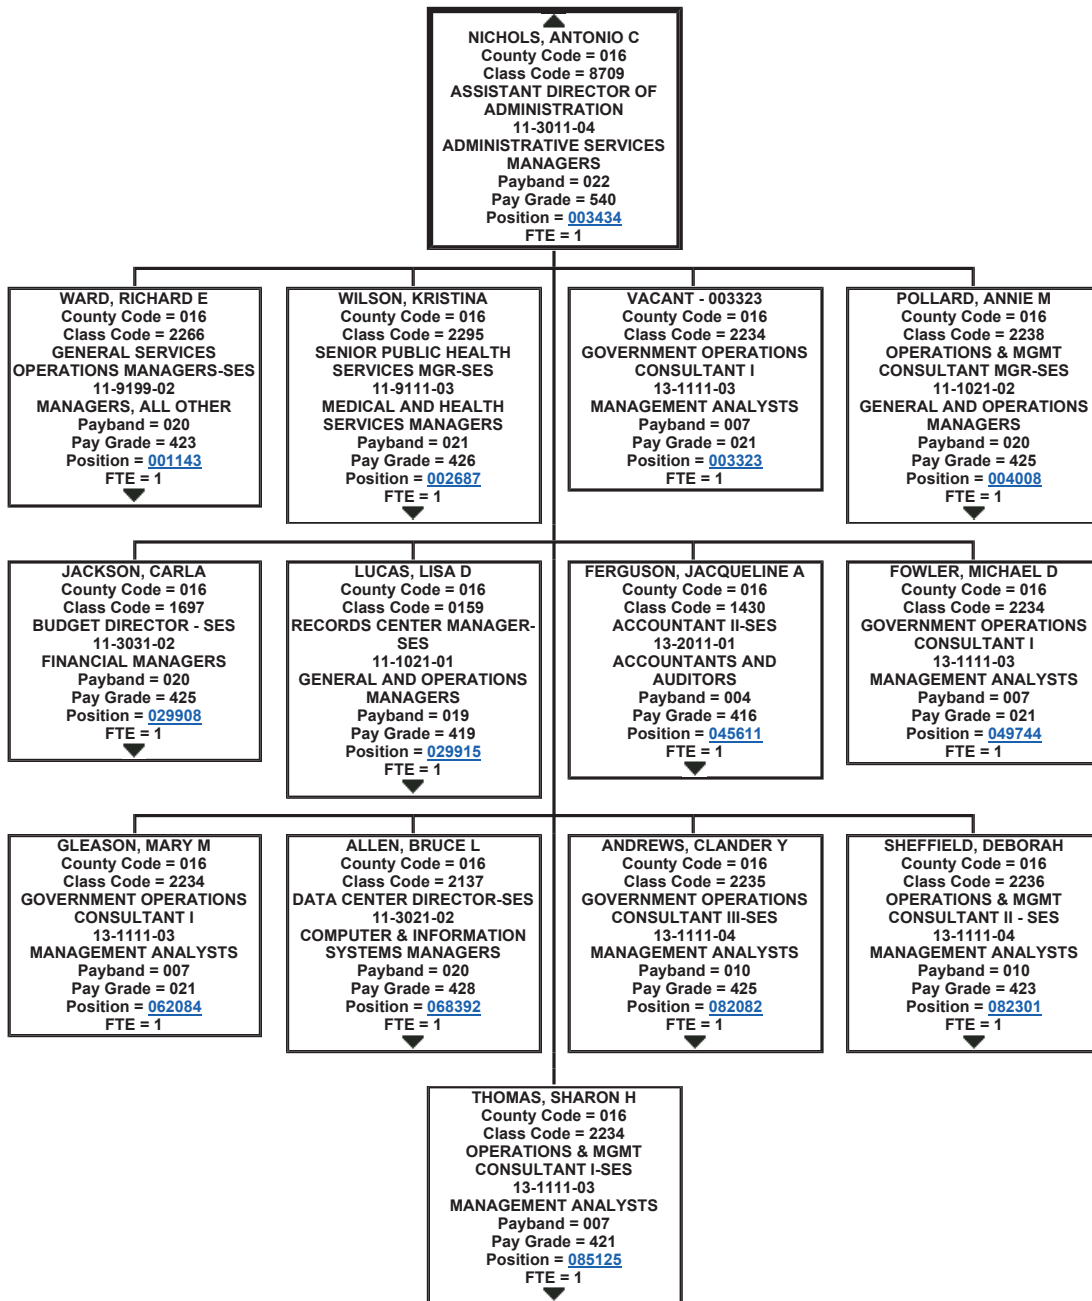 NICHOLS, ANTONIO C
County Code = 016
Class Code = 8709
ASSISTANT DIRECTOR OF
ADMINISTRATION
11-3011-04
ADMINISTRATIVE SERVICES
MANAGERS
Payband = 022
Pay Grade = 540
Position = 003434
FTE = 1
WARD, RICHARD E
County Code = 016
Class Code = 2266
GENERAL SERVICES
OPERATIONS MANAGERS-SES
11-9199-02
MANAGERS, ALL OTHER
Payband = 020
Pay Grade = 423
Position = 001143
FTE = 1
WILSON, KRISTINA
County Code = 016
Class Code = 2295
SENIOR PUBLIC HEALTH
SERVICES MGR-SES
11-9111-03
MEDICAL AND HEALTH
SERVICES MANAGERS
Payband = 021
Pay Grade = 426
Position = 002687
FTE = 1
VACANT - 003323
County Code = 016
Class Code = 2234
GOVERNMENT OPERATIONS
CONSULTANT I
13-1111-03
MANAGEMENT ANALYSTS
Payband = 007
Pay Grade = 021
Position = 003323
FTE = 1
POLLARD, ANNIE M
County Code = 016
Class Code = 2238
OPERATIONS & MGMT
CONSULTANT MGR-SES
11-1021-02
GENERAL AND OPERATIONS
MANAGERS
Payband = 020
Pay Grade = 425
Position = 004008
FTE = 1
JACKSON, CARLA
County Code = 016
Class Code = 1697
BUDGET DIRECTOR - SES
11-3031-02
FINANCIAL MANAGERS
Payband = 020
Pay Grade = 425
Position = 029908
FTE = 1
LUCAS, LISA D
County Code = 016
Class Code = 0159
RECORDS CENTER MANAGER-
SES
11-1021-01
GENERAL AND OPERATIONS
MANAGERS
Payband = 019
Pay Grade = 419
Position = 029915
FTE = 1
FERGUSON, JACQUELINE A
County Code = 016
Class Code = 1430
ACCOUNTANT II-SES
13-2011-01
ACCOUNTANTS AND
AUDITORS
Payband = 004
Pay Grade = 416
Position = 045611
FTE = 1
FOWLER, MICHAEL D
County Code = 016
Class Code = 2234
GOVERNMENT OPERATIONS
CONSULTANT I
13-1111-03
MANAGEMENT ANALYSTS
Payband = 007
Pay Grade = 021
Position = 049744
FTE = 1
GLEASON, MARY M
County Code = 016
Class Code = 2234
GOVERNMENT OPERATIONS
CONSULTANT I
13-1111-03
MANAGEMENT ANALYSTS
Payband = 007
Pay Grade = 021
Position = 062084
FTE = 1
ALLEN, BRUCE L
County Code = 016
Class Code = 2137
DATA CENTER DIRECTOR-SES
11-3021-02
COMPUTER & INFORMATION
SYSTEMS MANAGERS
Payband = 020
Pay Grade = 428
Position = 068392
FTE = 1
ANDREWS, CLANDER Y
County Code = 016
Class Code = 2235
GOVERNMENT OPERATIONS
CONSULTANT III-SES
13-1111-04
MANAGEMENT ANALYSTS
Payband = 010
Pay Grade = 425
Position = 082082
FTE = 1
SHEFFIELD, DEBORAH
County Code = 016
Class Code = 2236
OPERATIONS & MGMT
CONSULTANT II - SES
13-1111-04
MANAGEMENT ANALYSTS
Payband = 010
Pay Grade = 423
Position = 082301
FTE = 1
THOMAS, SHARON H
County Code = 016
Class Code = 2234
OPERATIONS & MGMT
CONSULTANT I-SES
13-1111-03
MANAGEMENT ANALYSTS
Payband = 007
Pay Grade = 421
Position = 085125
FTE = 1